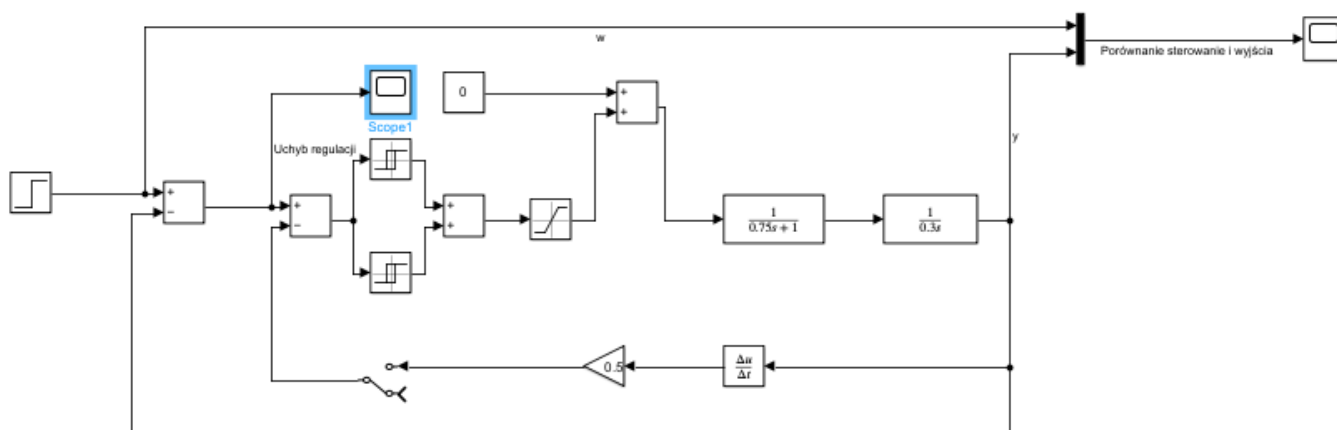 w
Porównanie sterowanie i wyjścia
0
+
+
Scope1
Uchyb regulacji
y
+
−
+
−
+
+
1
0.75s + 1
1
0.3s
0.5
Δu
Δt